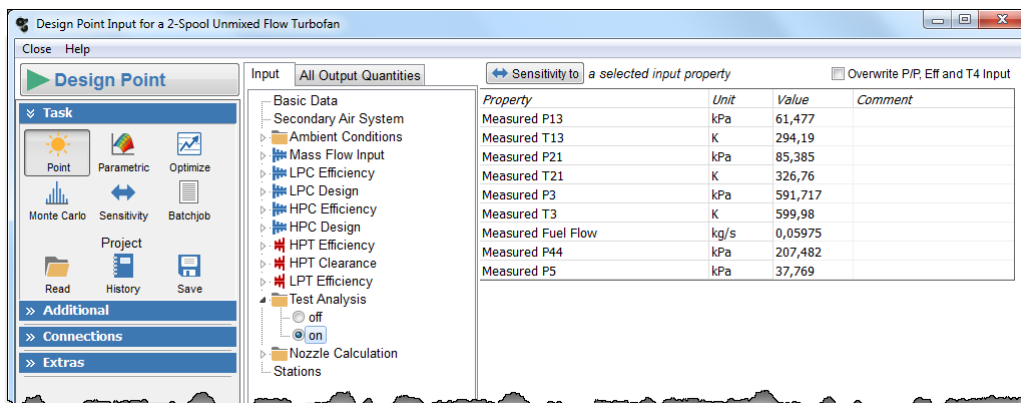 Design Point Input for a 2-Spool Unmixed Flow Turbofan
Close Help
Design Point
Task
Point Parametric Optimize
Monte Carlo Sensitivity Batchjob
Project
Read History Save
Additional
Connections
Extras
Input All Output Quantities
Basic Data
Secondary Air System
Ambient Conditions
Mass Flow Input
LPC Efficiency
LPC Design
HPC Efficiency
HPC Design
HPT Efficiency
HPT Clearance
LPT Efficiency
Test Analysis
off
on
Nozzle Calculation
Stations
Sensitivity to a selected input property Overwrite P/P, Eff and T4 Input
Property Unit Value Comment
Measured P13 kPa 61,477
Measured T13 K 294,19
Measured P21 kPa 85,385
Measured T21 K 326,76
Measured P3 kPa 591,717
Measured T3 K 599,98
Measured Fuel Flow kg/s 0,05975
Measured P44 kPa 207,482
Measured P5 kPa 37,769